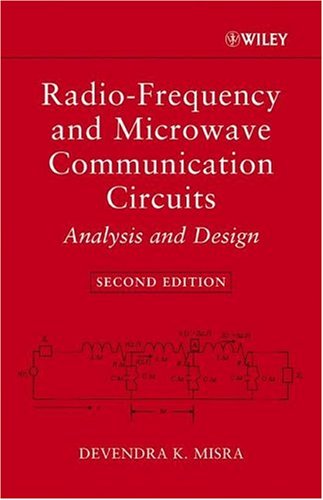 WILEY
Radio-Frequency
and Microwave
Communication
Circuits
Analysis and Design
SECOND EDITION
DEVENDRA K. MISRA